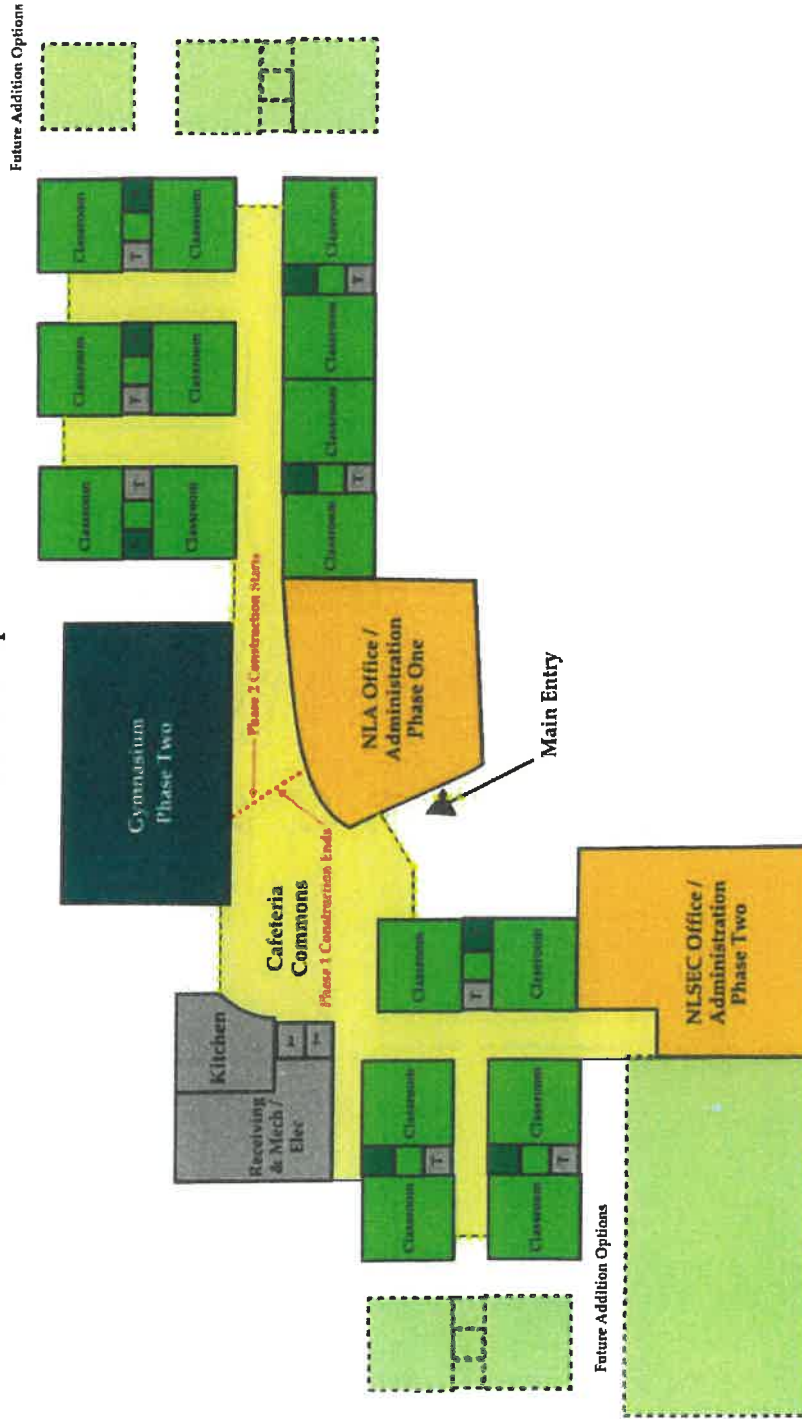 Future Addition Options
Classroom
T
Classroom
Classroom
T
Classroom
Classroom
T
Classroom
Classroom
T
Classroom
Classroom
T
Classroom
Gymnasium
Phase Two
Phase 2 Construction Starts
NLA Office /
Administration
Phase One
Main Entry
Cafeteria
Commons
Phase 1 Construction Ends
Kitchen
Receiving
& Mech /
Elec
Classroom
T
Classroom
NLSEC Office /
Administration
Phase Two
Classroom
T
Classroom
Classroom
T
Classroom
Future Addition Options